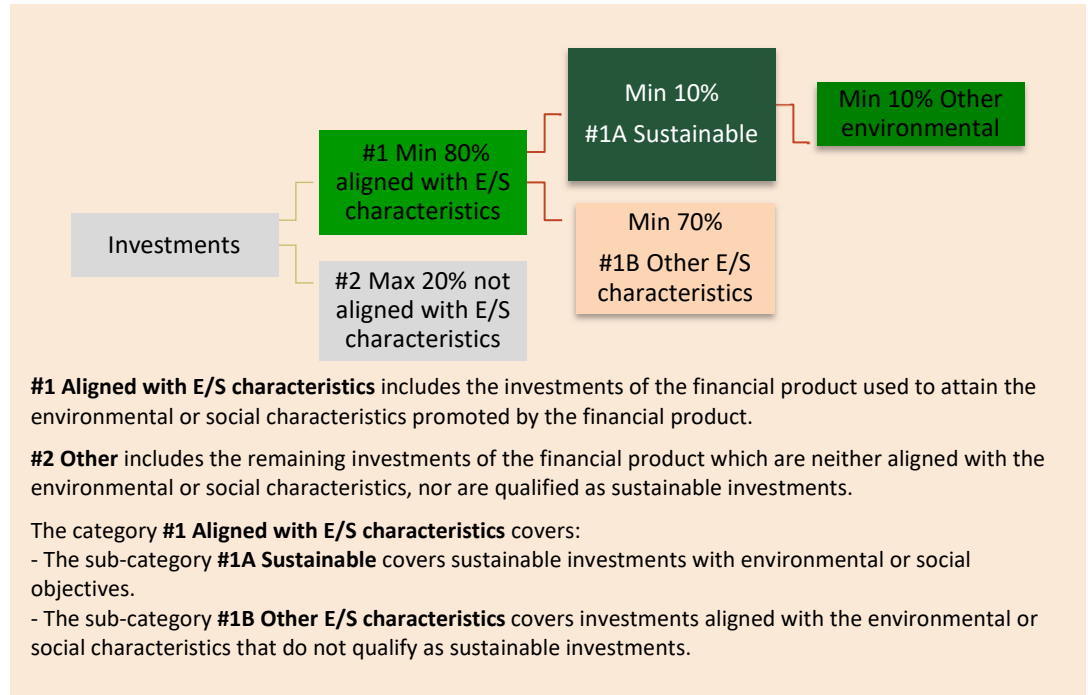 Investments
#1 Min 80%
aligned with E/S
characteristics
#2 Max 20% not
aligned with E/S
characteristics
Min 10%
#1A Sustainable
Min 70%
#1B Other E/S
characteristics
Min 10% Other
environmental
#1 Aligned with E/S characteristics includes the investments of the financial product used to attain the
environmental or social characteristics promoted by the financial product.
#2 Other includes the remaining investments of the financial product which are neither aligned with the
environmental or social characteristics, nor are qualified as sustainable investments.
The category #1 Aligned with E/S characteristics covers:
- The sub-category #1A Sustainable covers sustainable investments with environmental or social
objectives.
- The sub-category #1B Other E/S characteristics covers investments aligned with the environmental or
social characteristics that do not qualify as sustainable investments.